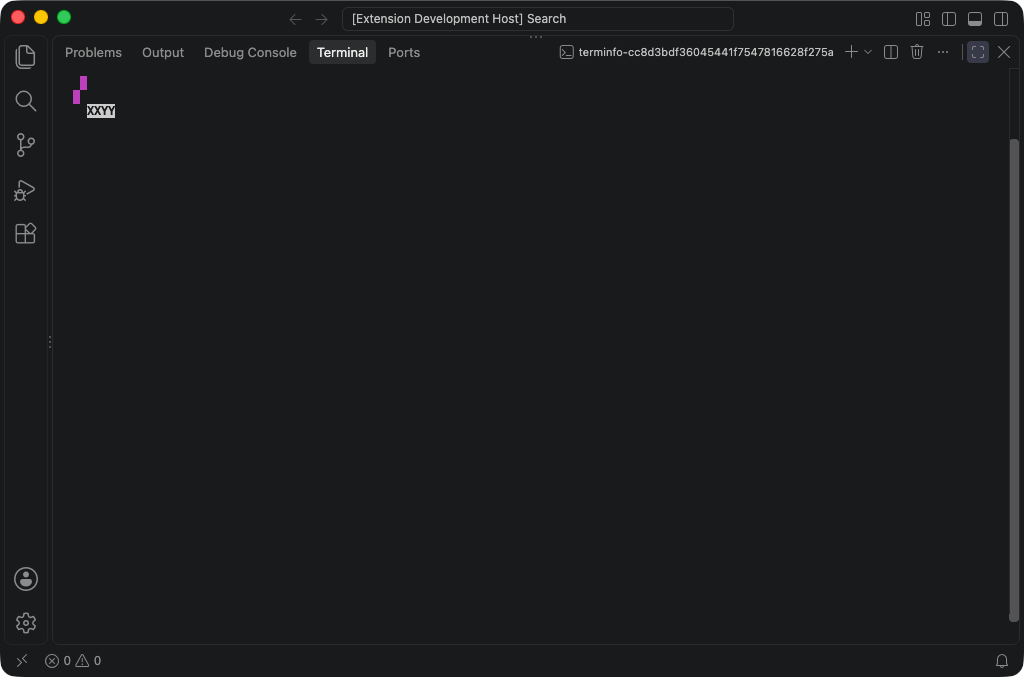 [Extension Development Host] Search
Problems Output Debug Console Terminal Ports terminfo-cc8d3bdf36045441f7547816628f275a
XXYY
0 0